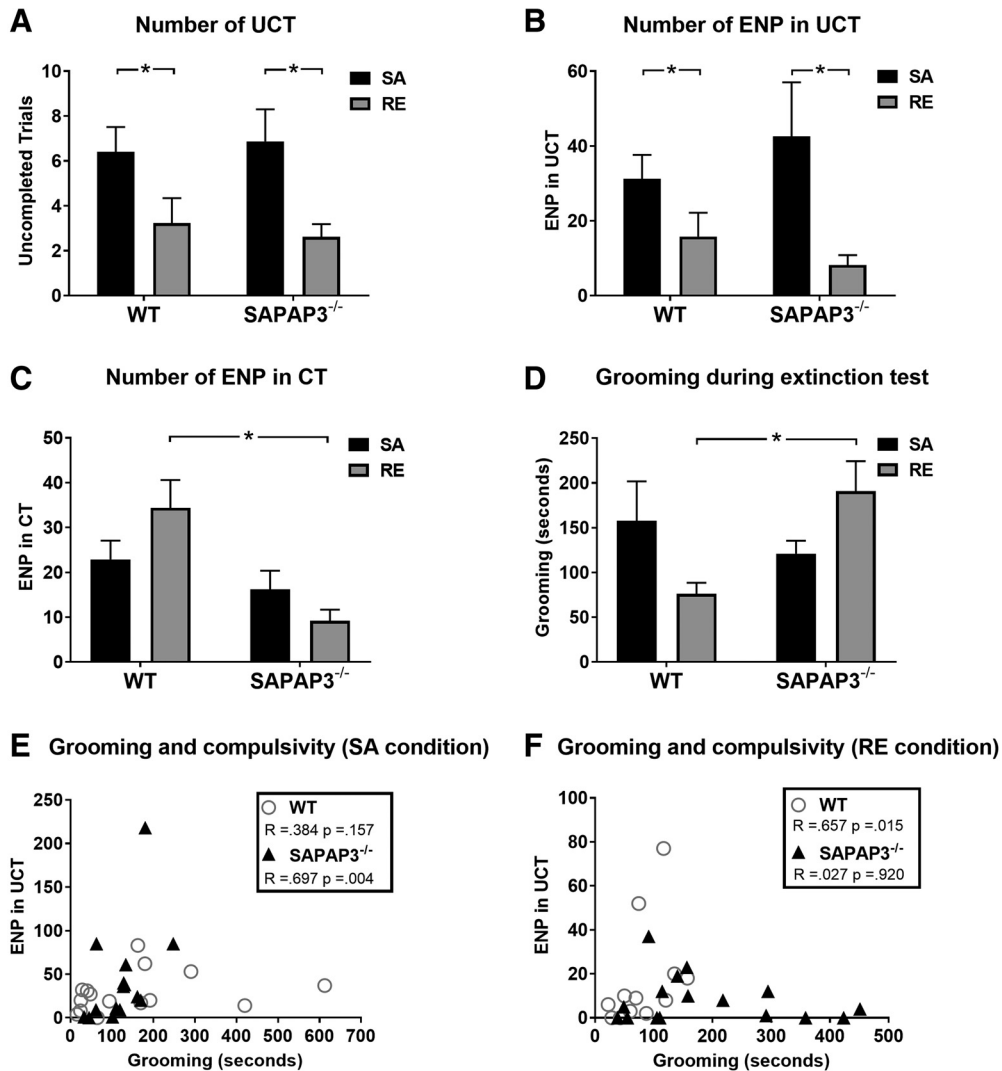 A Number of UCT
10
8
6
4
2
0
Uncompleted Trials
*
*
SA
RE
WT SAPAP3-/-
B Number of ENP in UCT
60
40
20
0
ENP in UCT
*
*
SA
RE
WT SAPAP3-/-
C Number of ENP in CT
50
40
30
20
10
0
ENP in CT
*
SA
RE
WT SAPAP3-/-
D Grooming during extinction test
250
200
150
100
50
0
Grooming (seconds)
*
SA
RE
WT SAPAP3-/-
E Grooming and compulsivity (SA condition)
250
200
150
100
50
0
ENP in UCT
WT
R =.384 p =.157
SAPAP3-/-
R =.697 p =.004
0 100 200 300 400 500 600 700
Grooming (seconds)
F Grooming and compulsivity (RE condition)
100
80
60
40
20
0
ENP in UCT
WT
R =.657 p =.015
SAPAP3-/-
R =.027 p =.920
0 100 200 300 400 500
Grooming (seconds)